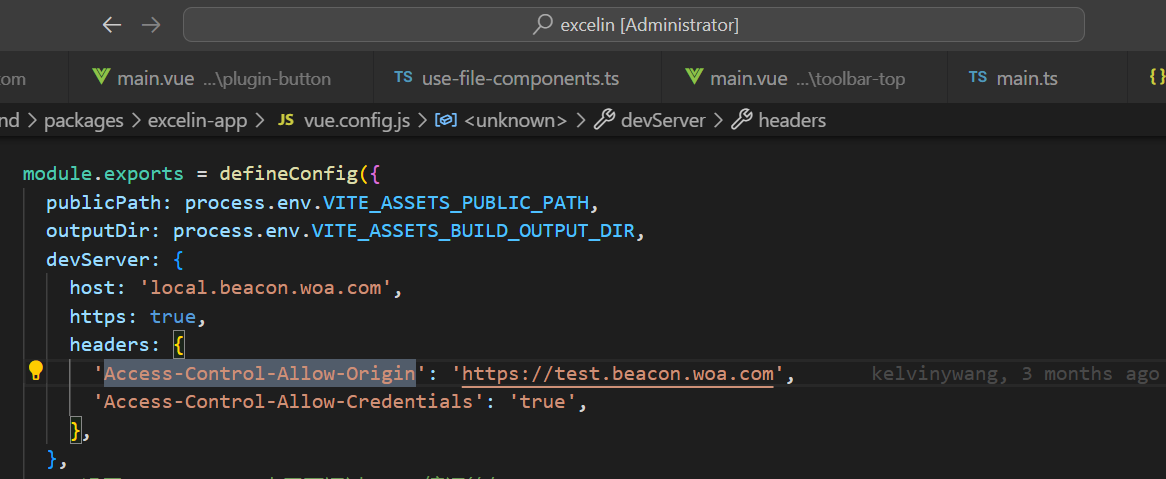 excelin [Administrator]
om main.vue ...\plugin-button use-file-components.ts main.vue ...\toolbar-top main.ts {}
nd > packages > excelin-app > JS vue.config.js > <unknown> > devServer > headers
module.exports = defineConfig({
publicPath: process.env.VITE_ASSETS_PUBLIC_PATH,
outputDir: process.env.VITE_ASSETS_BUILD_OUTPUT_DIR,
devServer: {
host: 'local.beacon.woa.com',
https: true,
headers: {
'Access-Control-Allow-Origin': 'https://test.beacon.woa.com', kelvinywang, 3 months ago
'Access-Control-Allow-Credentials': 'true',
},
},